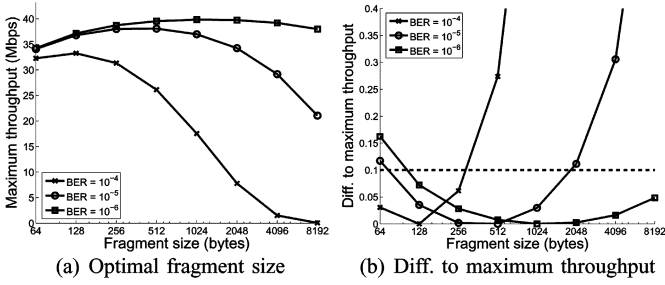 Maximum throughput (Mbps)
40
35
30
25
20
15
10
5
0
BER = 10⁻⁴
BER = 10⁻⁵
BER = 10⁻⁶
64 128 256 512 1024 2048 4096 8192
Fragment size (bytes)
(a) Optimal fragment size
Diff. to maximum throughput
0.4
0.35
0.3
0.25
0.2
0.15
0.1
0.05
0
BER = 10⁻⁴
BER = 10⁻⁵
BER = 10⁻⁶
64 128 256 512 1024 2048 4096 8192
Fragment size (bytes)
(b) Diff. to maximum throughput